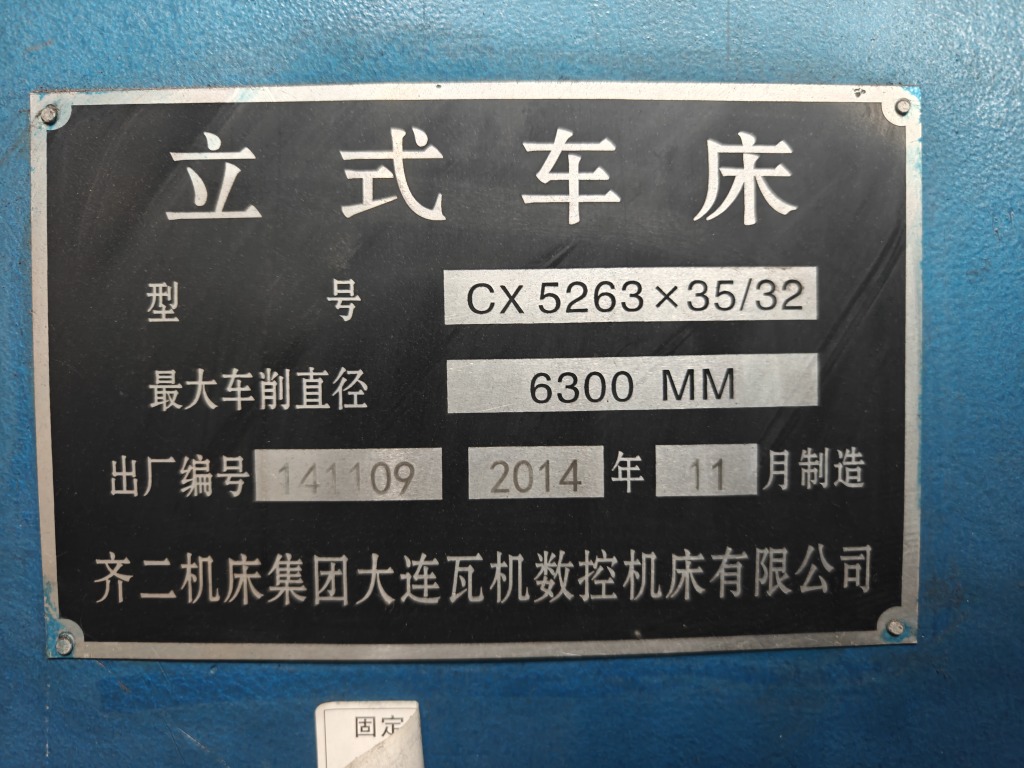 立式车床
型号 CX 5263×35/32
最大车削直径 6300 MM
出厂编号 141109 2014 年 11 月制造
齐二机床集团大连瓦机数控机床有限公司
固定